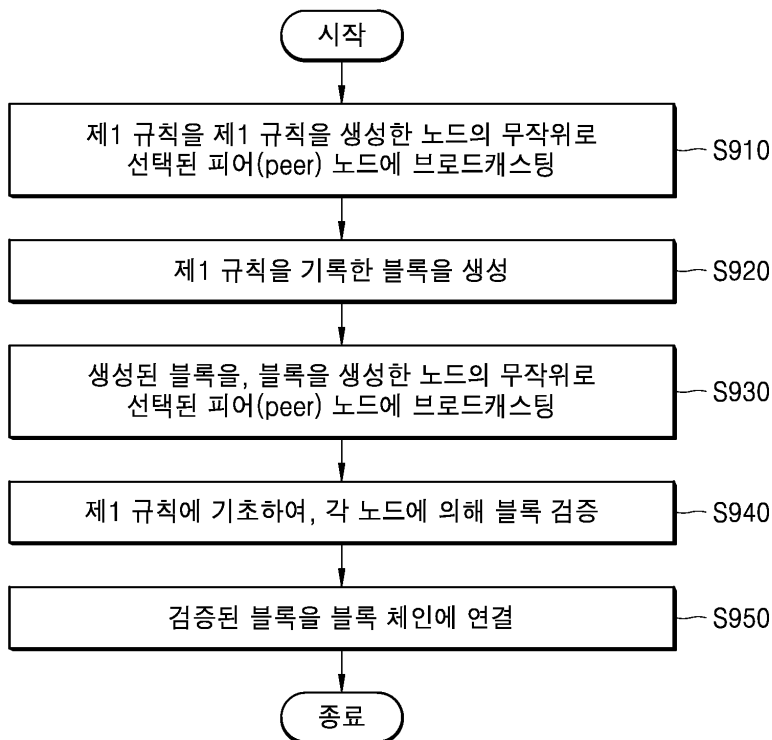 시작
제1 규칙을 제1 규칙을 생성한 노드의 무작위로
선택된 피어(peer) 노드에 브로드캐스팅
S910
제1 규칙을 기록한 블록을 생성
S920
생성된 블록을, 블록을 생성한 노드의 무작위로
선택된 피어(peer) 노드에 브로드캐스팅
S930
제1 규칙에 기초하여, 각 노드에 의해 블록 검증
S940
검증된 블록을 블록 체인에 연결
S950
종료